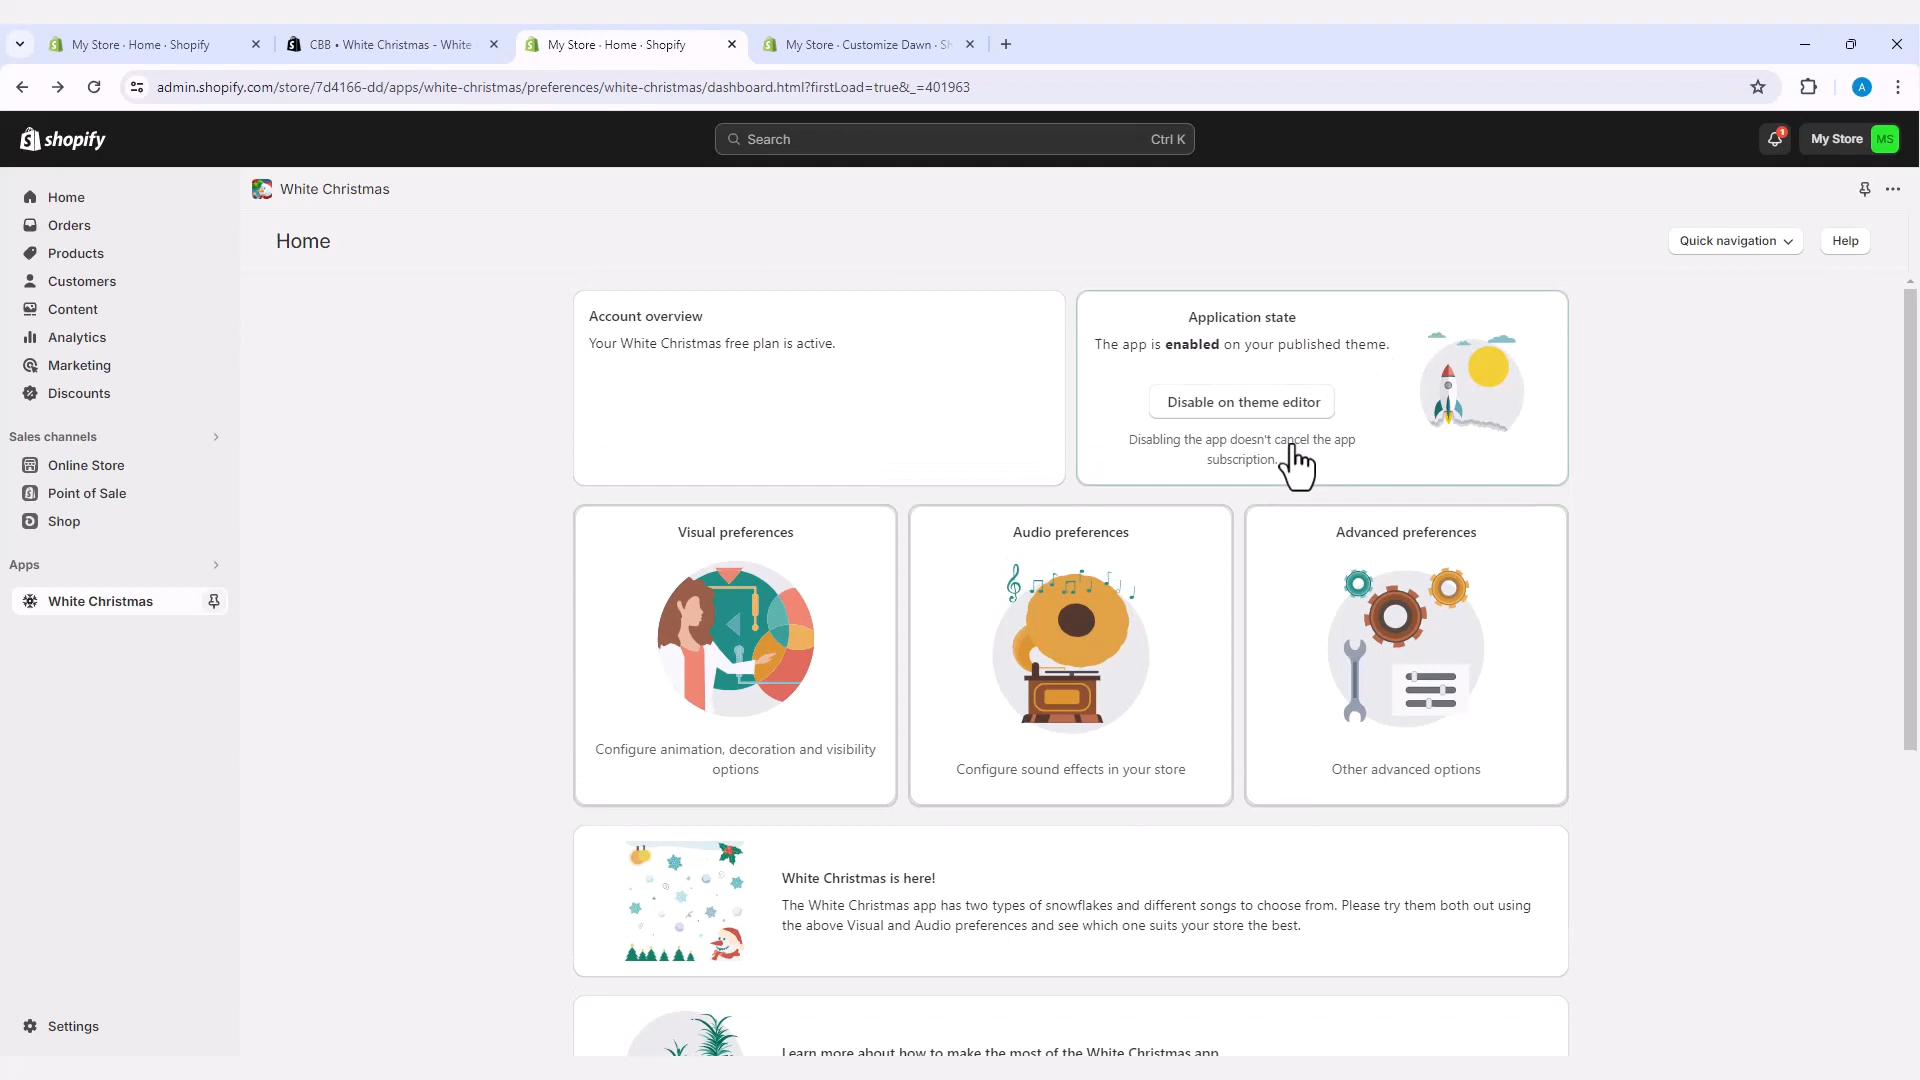 My Store · Home · Shopify
CBB • White Christmas - White
My Store · Home · Shopify
My Store · Customize Dawn · Sh
admin.shopify.com/store/7d4166-dd/apps/white-christmas/preferences/white-christmas/dashboard.html?firstLoad=true&_=401963
A
shopify
Search
Ctrl K
1
My Store
MS
Home
Orders
Products
Customers
Content
Analytics
Marketing
Discounts
Sales channels
Online Store
Point of Sale
Shop
Apps
White Christmas
Settings
White Christmas
Home
Quick navigation
Help
Account overview
Your White Christmas free plan is active.
Application state
The app is enabled on your published theme.
Disable on theme editor
Disabling the app doesn't cancel the app
subscription.
Visual preferences
Configure animation, decoration and visibility
options
Audio preferences
Configure sound effects in your store
Advanced preferences
Other advanced options
White Christmas is here!
The White Christmas app has two types of snowflakes and different songs to choose from. Please try them both out using
the above Visual and Audio preferences and see which one suits your store the best.
Learn more about how to make the most of the White Christmas app